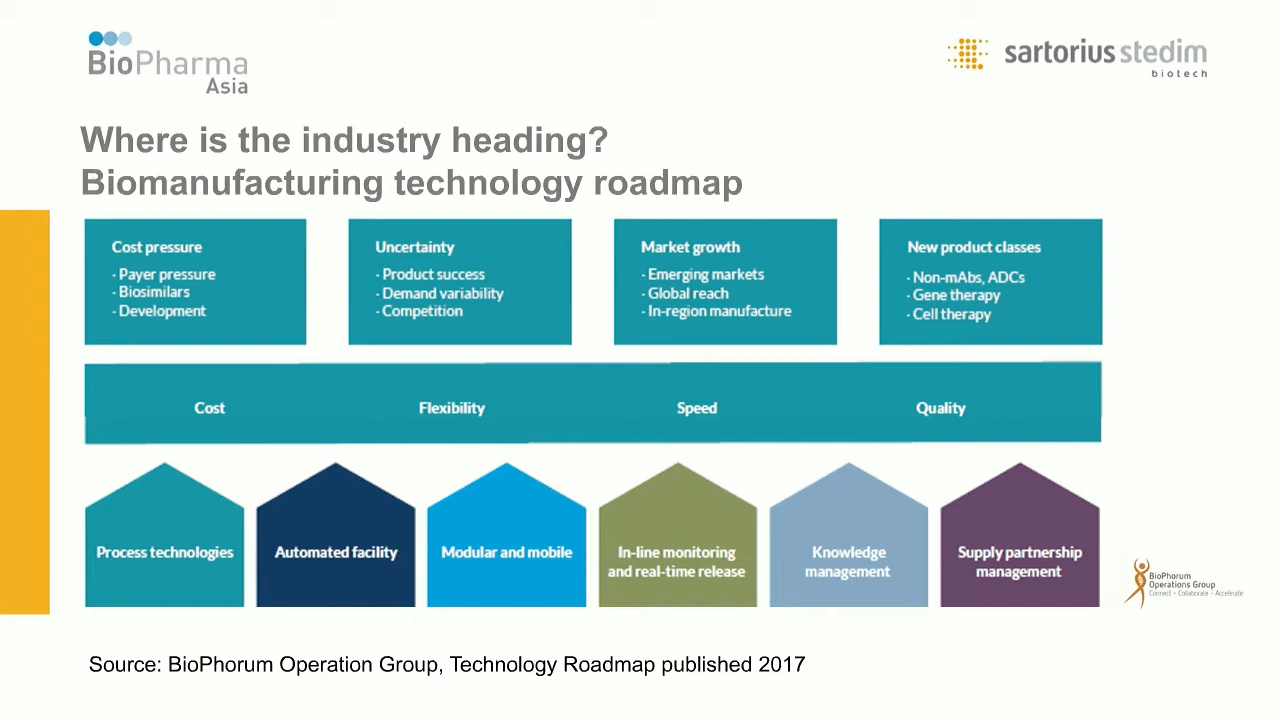 BioPharma
Asia
sartorius stedim
biotech
Where is the industry heading?
Biomanufacturing technology roadmap
Cost pressure
· Payer pressure
· Biosimilars
· Development
Uncertainty
· Product success
· Demand variability
· Competition
Market growth
· Emerging markets
· Global reach
· In-region manufacture
New product classes
· Non-mAbs, ADCs
· Gene therapy
· Cell therapy
Cost
Flexibility
Speed
Quality
Process technologies
Automated facility
Modular and mobile
In-line monitoring
and real-time release
Knowledge
management
Supply partnership
management
BioPhorum
Operations Group
Connect • Collaborate • Accelerate
Source: BioPhorum Operation Group, Technology Roadmap published 2017